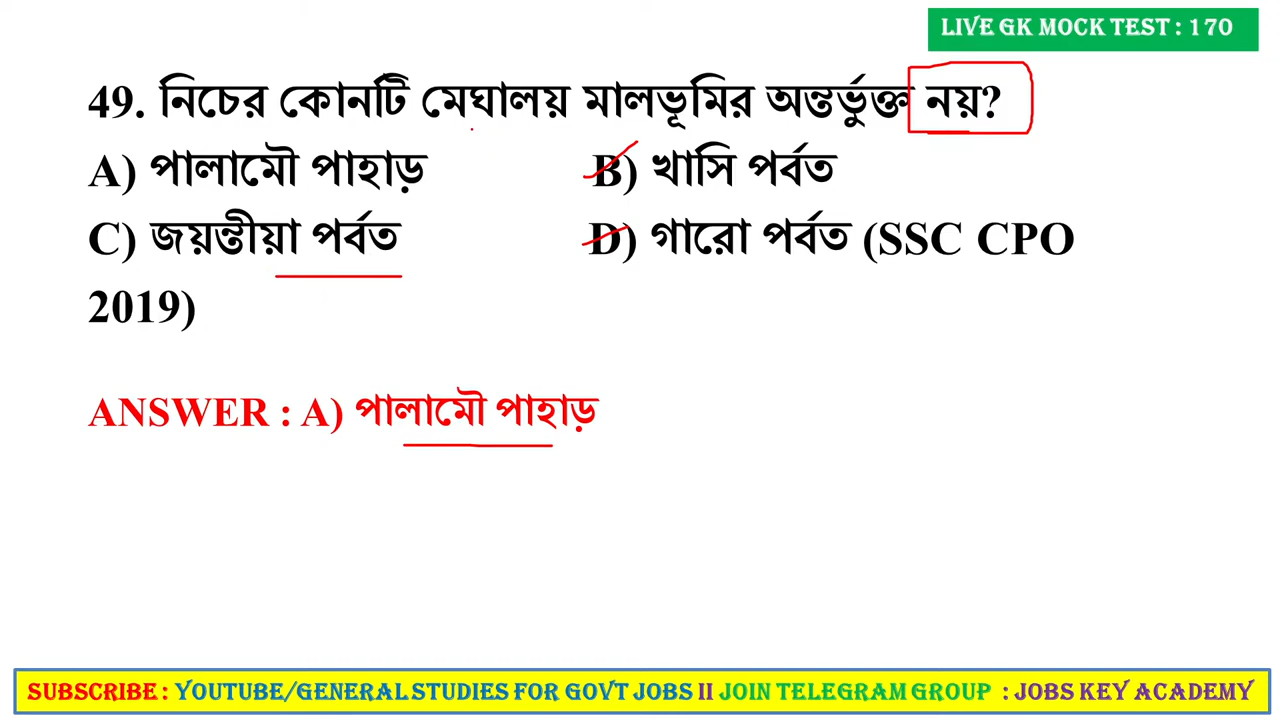 LIVE GK MOCK TEST : 170
49. নিচের কোনটি মেঘালয় মালভূমির অন্তর্ভুক্ত নয়?
A) পালামৌ পাহাড় B) খাসি পর্বত
C) জয়ন্তীয়া পর্বত D) গারো পর্বত (SSC CPO
2019)
ANSWER : A) পালামৌ পাহাড়
SUBSCRIBE : YOUTUBE/GENERAL STUDIES FOR GOVT JOBS II JOIN TELEGRAM GROUP : JOBS KEY ACADEMY